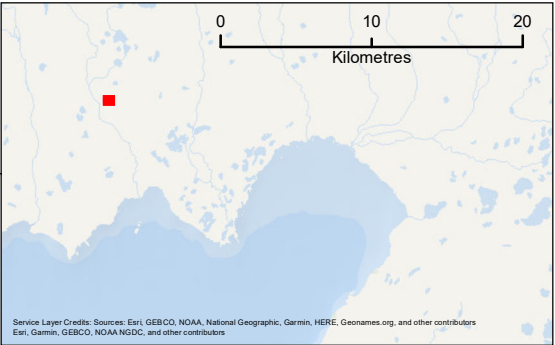 0 10 20
Kilometres
Service Layer Credits: Sources: Esri, GEBCO, NOAA, National Geographic, Garmin, HERE, Geonames.org, and other contributors
Esri, Garmin, GEBCO, NOAA NGDC, and other contributors